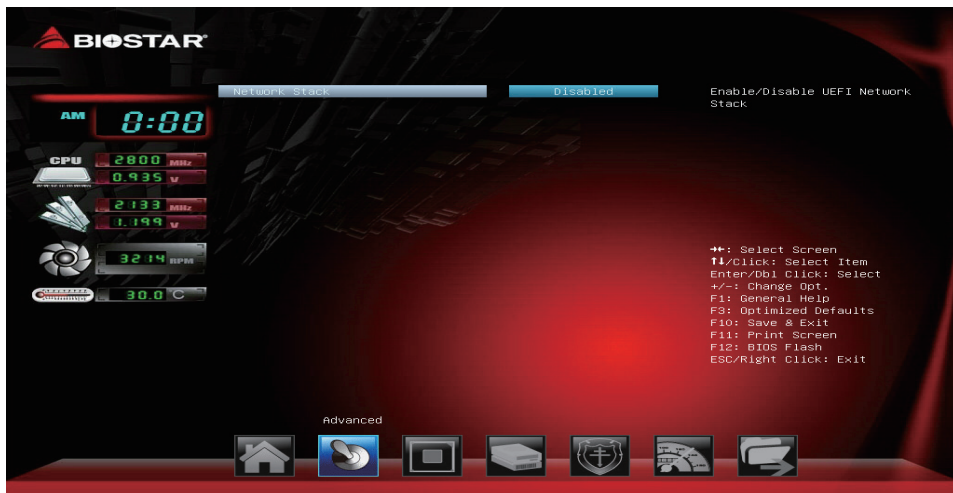 BIOSTAR®
Network Stack Disabled
Enable/Disable UEFI Network
Stack
AM 0:00
CPU 2800 MHz
0.935 V
2133 MHz
1.199 V
3214 RPM
30.0 C
→←: Select Screen
↑↓/Click: Select Item
Enter/Dbl Click: Select
+/-: Change Opt.
F1: General Help
F3: Optimized Defaults
F10: Save & Exit
F11: Print Screen
F12: BIOS Flash
ESC/Right Click: Exit
Advanced